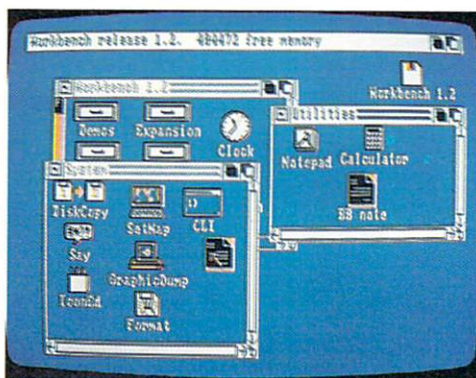 Workbench release 1.2. 484472 free memory
Workbench 1.2
Workbench 1.2
Demos Expansion
Clock
Utilities
Notepad Calculator
BB note
System
DiskCopy SetMap CLI
Say
GraphicDump
IconEd
Format